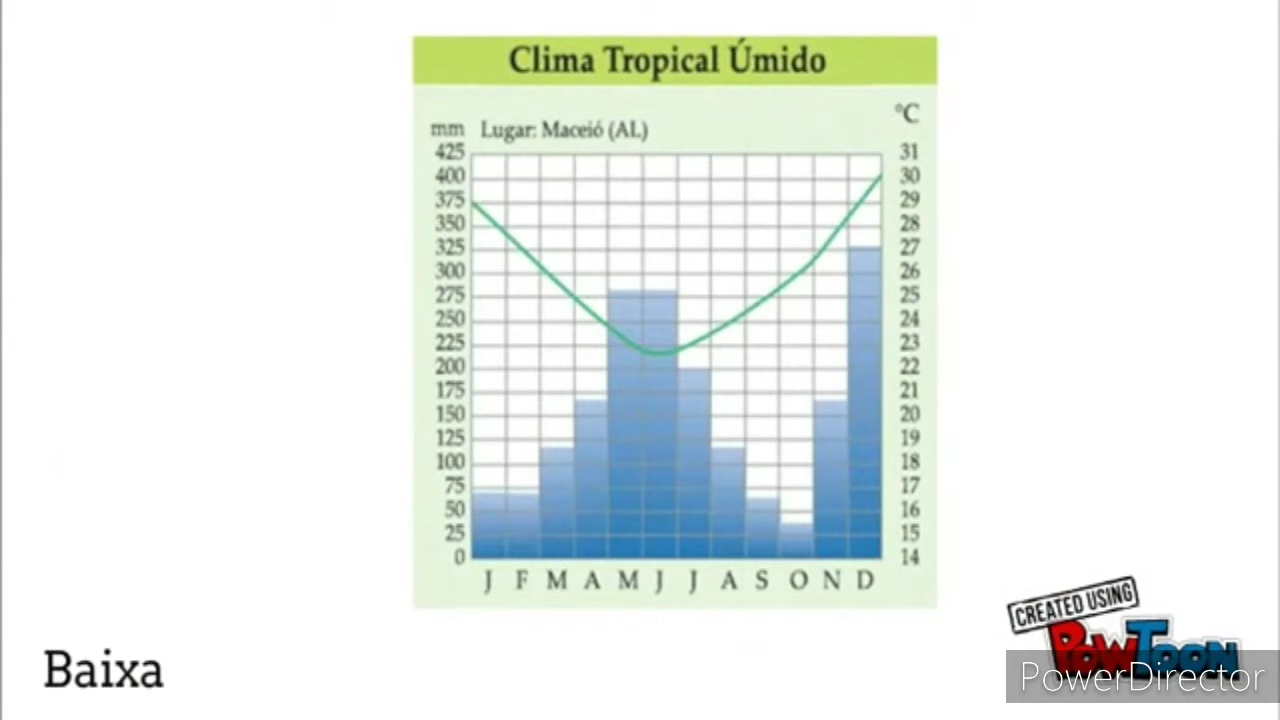 Clima Tropical Úmido
°C
mm Lugar: Maceió (AL)
425 31
400 30
375 29
350 28
325 27
300 26
275 25
250 24
225 23
200 22
175 21
150 20
125 19
100 18
75 17
50 16
25 15
0 14
J F M A M J J A S O N D
CREATED USING
POWTOON
PowerDirector
Baixa